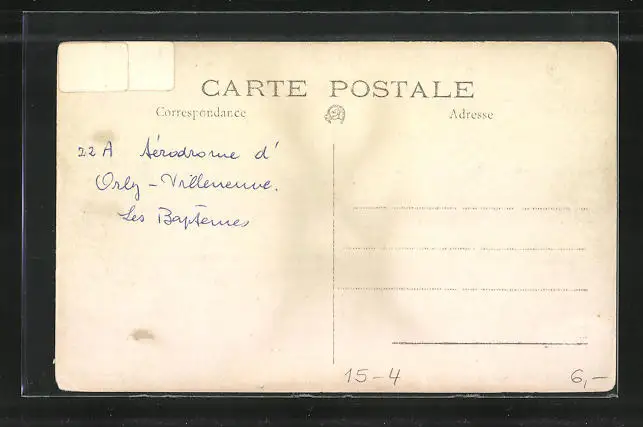 CARTE POSTALE
Correspondance
Adresse
22 A Aérodrome d'
Orly - Villeneuve.
Les Baptêmes
15-4
6,-